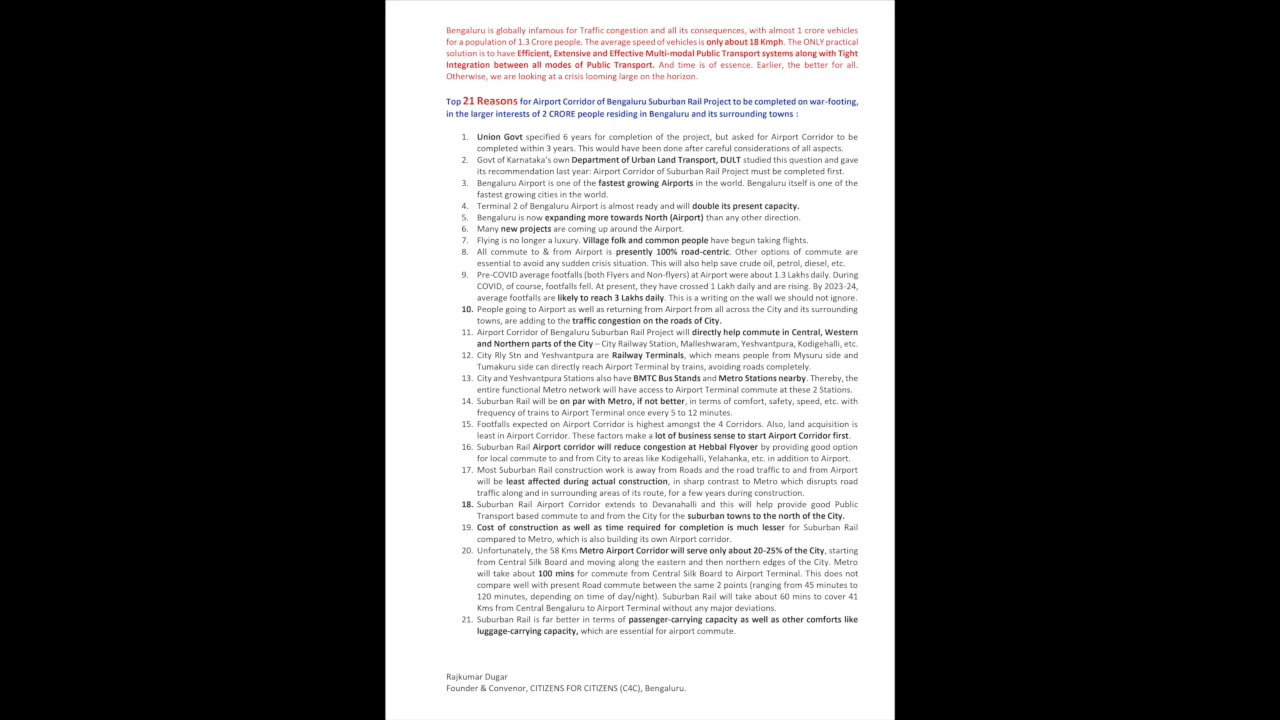 Bengaluru is globally infamous for Traffic congestion and all its consequences, with almost 1 crore vehicles
for a population of 1.3 Crore people. The average speed of vehicles is only about 18 Kmph. The ONLY practical
solution is to have Efficient, Extensive and Effective Multi-modal Public Transport systems along with Tight
Integration between all modes of Public Transport. And time is of essence. Earlier, the better for all.
Otherwise, we are looking at a crisis looming large on the horizon.
Top 21 Reasons for Airport Corridor of Bengaluru Suburban Rail Project to be completed on war-footing,
in the larger interests of 2 CRORE people residing in Bengaluru and its surrounding towns :
1. Union Govt specified 6 years for completion of the project, but asked for Airport Corridor to be
completed within 3 years. This would have been done after careful considerations of all aspects.
2. Govt of Karnataka's own Department of Urban Land Transport, DULT studied this question and gave
its recommendation last year: Airport Corridor of Suburban Rail Project must be completed first.
3. Bengaluru Airport is one of the fastest growing Airports in the world. Bengaluru itself is one of the
fastest growing cities in the world.
4. Terminal 2 of Bengaluru Airport is almost ready and will double its present capacity.
5. Bengaluru is now expanding more towards North (Airport) than any other direction.
6. Many new projects are coming up around the Airport.
7. Flying is no longer a luxury. Village folk and common people have begun taking flights.
8. All commute to & from Airport is presently 100% road-centric. Other options of commute are
essential to avoid any sudden crisis situation. This will also help save crude oil, petrol, diesel, etc.
9. Pre-COVID average footfalls (both Flyers and Non-flyers) at Airport were about 1.3 Lakhs daily. During
COVID, of course, footfalls fell. At present, they have crossed 1 Lakh daily and are rising. By 2023-24,
average footfalls are likely to reach 3 Lakhs daily. This is a writing on the wall we should not ignore.
10. People going to Airport as well as returning from Airport from all across the City and its surrounding
towns, are adding to the traffic congestion on the roads of City.
11. Airport Corridor of Bengaluru Suburban Rail Project will directly help commute in Central, Western
and Northern parts of the City – City Railway Station, Malleshwaram, Yeshvantpura, Kodigehalli, etc.
12. City Rly Stn and Yeshvantpura are Railway Terminals, which means people from Mysuru side and
Tumakuru side can directly reach Airport Terminal by trains, avoiding roads completely.
13. City and Yeshvantpura Stations also have BMTC Bus Stands and Metro Stations nearby. Thereby, the
entire functional Metro network will have access to Airport Terminal commute at these 2 Stations.
14. Suburban Rail will be on par with Metro, if not better, in terms of comfort, safety, speed, etc. with
frequency of trains to Airport Terminal once every 5 to 12 minutes.
15. Footfalls expected on Airport Corridor is highest amongst the 4 Corridors. Also, land acquisition is
least in Airport Corridor. These factors make a lot of business sense to start Airport Corridor first.
16. Suburban Rail Airport corridor will reduce congestion at Hebbal Flyover by providing good option
for local commute to and from City to areas like Kodigehalli, Yelahanka, etc. in addition to Airport.
17. Most Suburban Rail construction work is away from Roads and the road traffic to and from Airport
will be least affected during actual construction, in sharp contrast to Metro which disrupts road
traffic along and in surrounding areas of its route, for a few years during construction.
18. Suburban Rail Airport Corridor extends to Devanahalli and this will help provide good Public
Transport based commute to and from the City for the suburban towns to the north of the City.
19. Cost of construction as well as time required for completion is much lesser for Suburban Rail
compared to Metro, which is also building its own Airport corridor.
20. Unfortunately, the 58 Kms Metro Airport Corridor will serve only about 20-25% of the City, starting
from Central Silk Board and moving along the eastern and then northern edges of the City. Metro
will take about 100 mins for commute from Central Silk Board to Airport Terminal. This does not
compare well with present Road commute between the same 2 points (ranging from 45 minutes to
120 minutes, depending on time of day/night). Suburban Rail will take about 60 mins to cover 41
Kms from Central Bengaluru to Airport Terminal without any major deviations.
21. Suburban Rail is far better in terms of passenger-carrying capacity as well as other comforts like
luggage-carrying capacity, which are essential for airport commute.
Rajkumar Dugar
Founder & Convenor, CITIZENS FOR CITIZENS (C4C), Bengaluru.